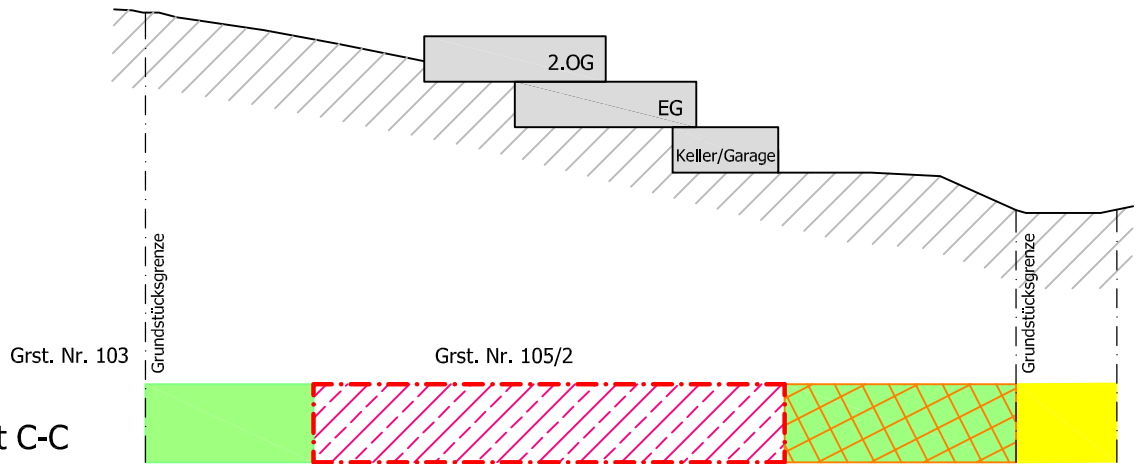 2.OG
EG
Keller/Garage
Grundstücksgrenze
Grundstücksgrenze
Grst. Nr. 103
Grst. Nr. 105/2
t C-C